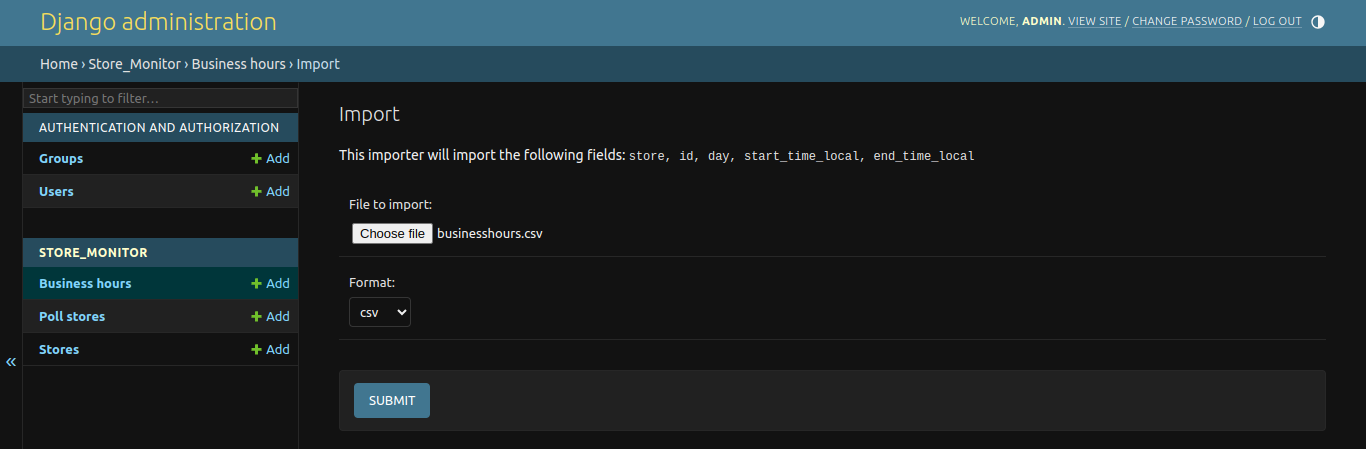 Django administration
WELCOME, ADMIN. VIEW SITE / CHANGE PASSWORD / LOG OUT
Home › Store_Monitor › Business hours › Import
Start typing to filter...
AUTHENTICATION AND AUTHORIZATION
Groups + Add
Users + Add
STORE_MONITOR
Business hours + Add
Poll stores + Add
Stores + Add
«
Import
This importer will import the following fields: store, id, day, start_time_local, end_time_local
File to import:
Choose file businesshours.csv
Format:
csv
SUBMIT